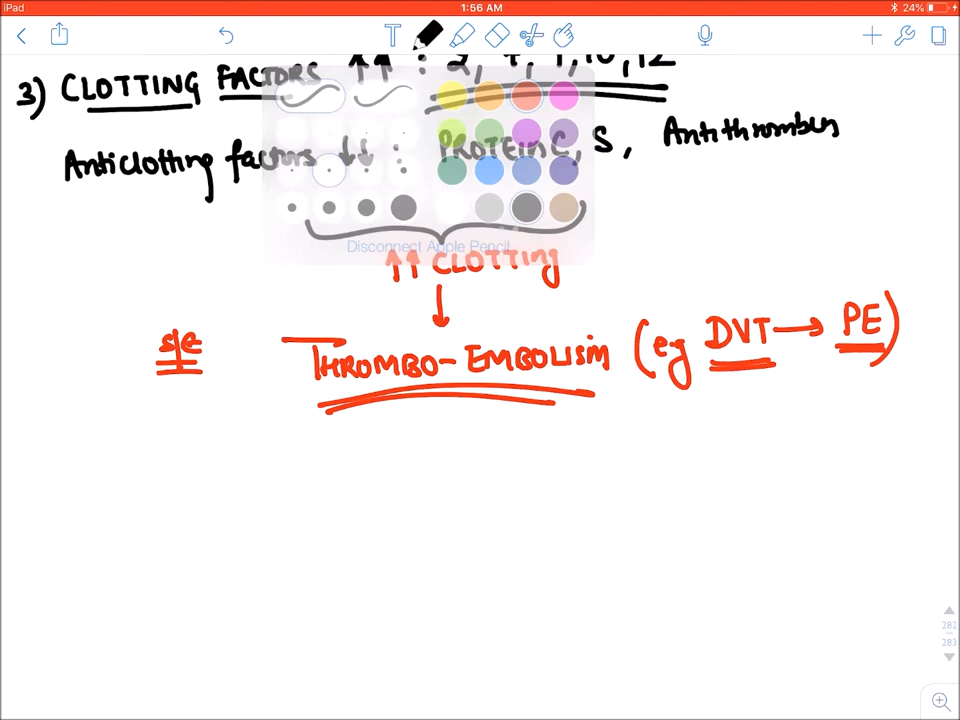 iPad 1:56 AM 24%
T
3) CLOTTING FACTORS ↑↑ : 2, 7, 9, 10, 12
Anticlotting factors ↓↓ : PROTEIN C, S, Antithrombin
Disconnect Apple Pencil
↑↑ CLOTTING
↓
s/e THROMBO-EMBOLISM (eg DVT → PE)
282
283